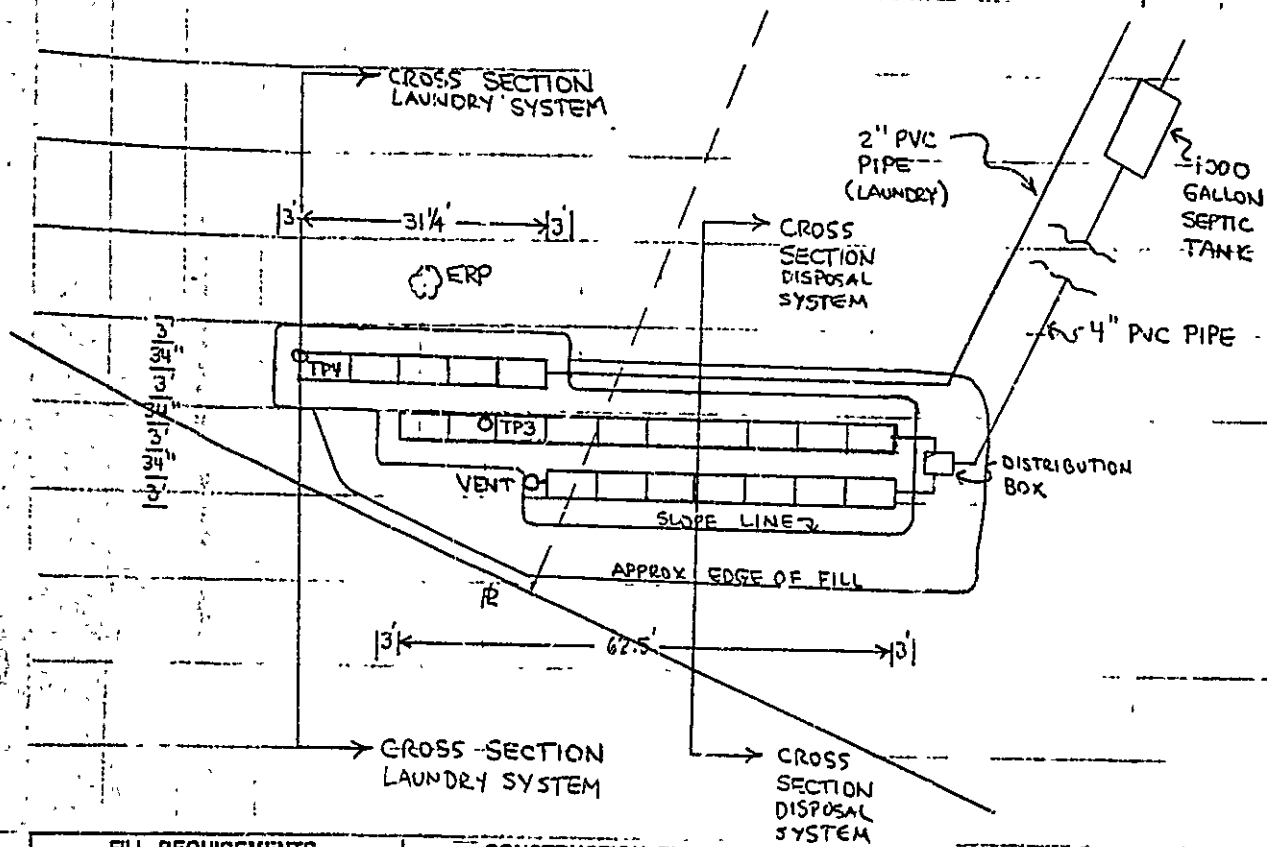 CROSS SECTION
LAUNDRY SYSTEM
2" PVC
PIPE
(LAUNDRY)
1000
GALLON
SEPTIC
TANK
3'
31 1/4'
3'
CROSS
SECTION
DISPOSAL
SYSTEM
ERP
4" PVC PIPE
3'
34"
3'
34"
3'
34"
3'
TP4
TP3
VENT
DISTRIBUTION
BOX
SLOPE LINE
APPROX EDGE OF FILL
PL
3'
62.5'
3'
CROSS-SECTION
LAUNDRY SYSTEM
CROSS
SECTION
DISPOSAL
SYSTEM
FILL REQUIREMENTS
CONSTRUCTION